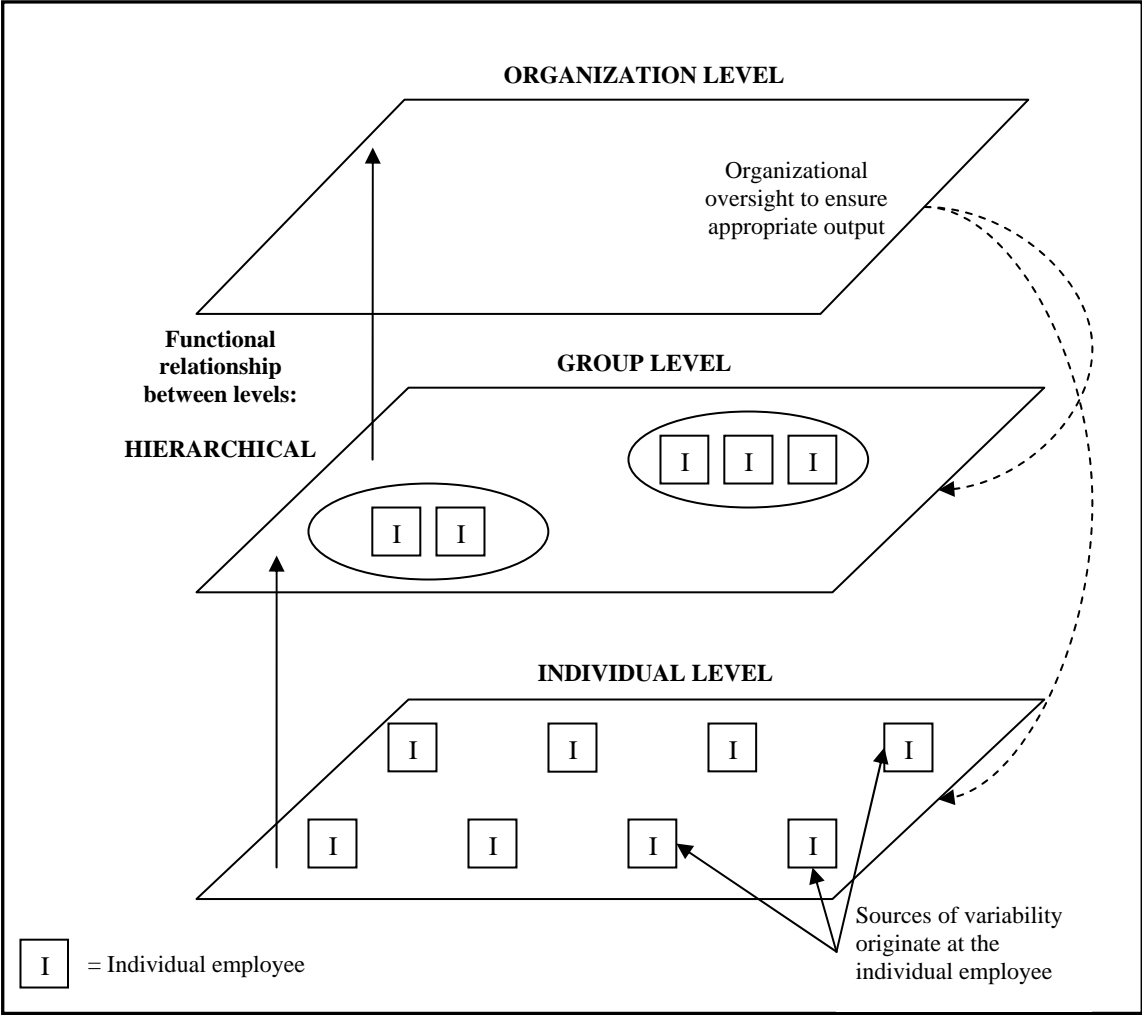 ORGANIZATION LEVEL
Organizational
oversight to ensure
appropriate output
Functional
relationship
between levels:
HIERARCHICAL
GROUP LEVEL
I I I
I I
INDIVIDUAL LEVEL
I I I I
I I I I
Sources of variability
originate at the
individual employee
I = Individual employee